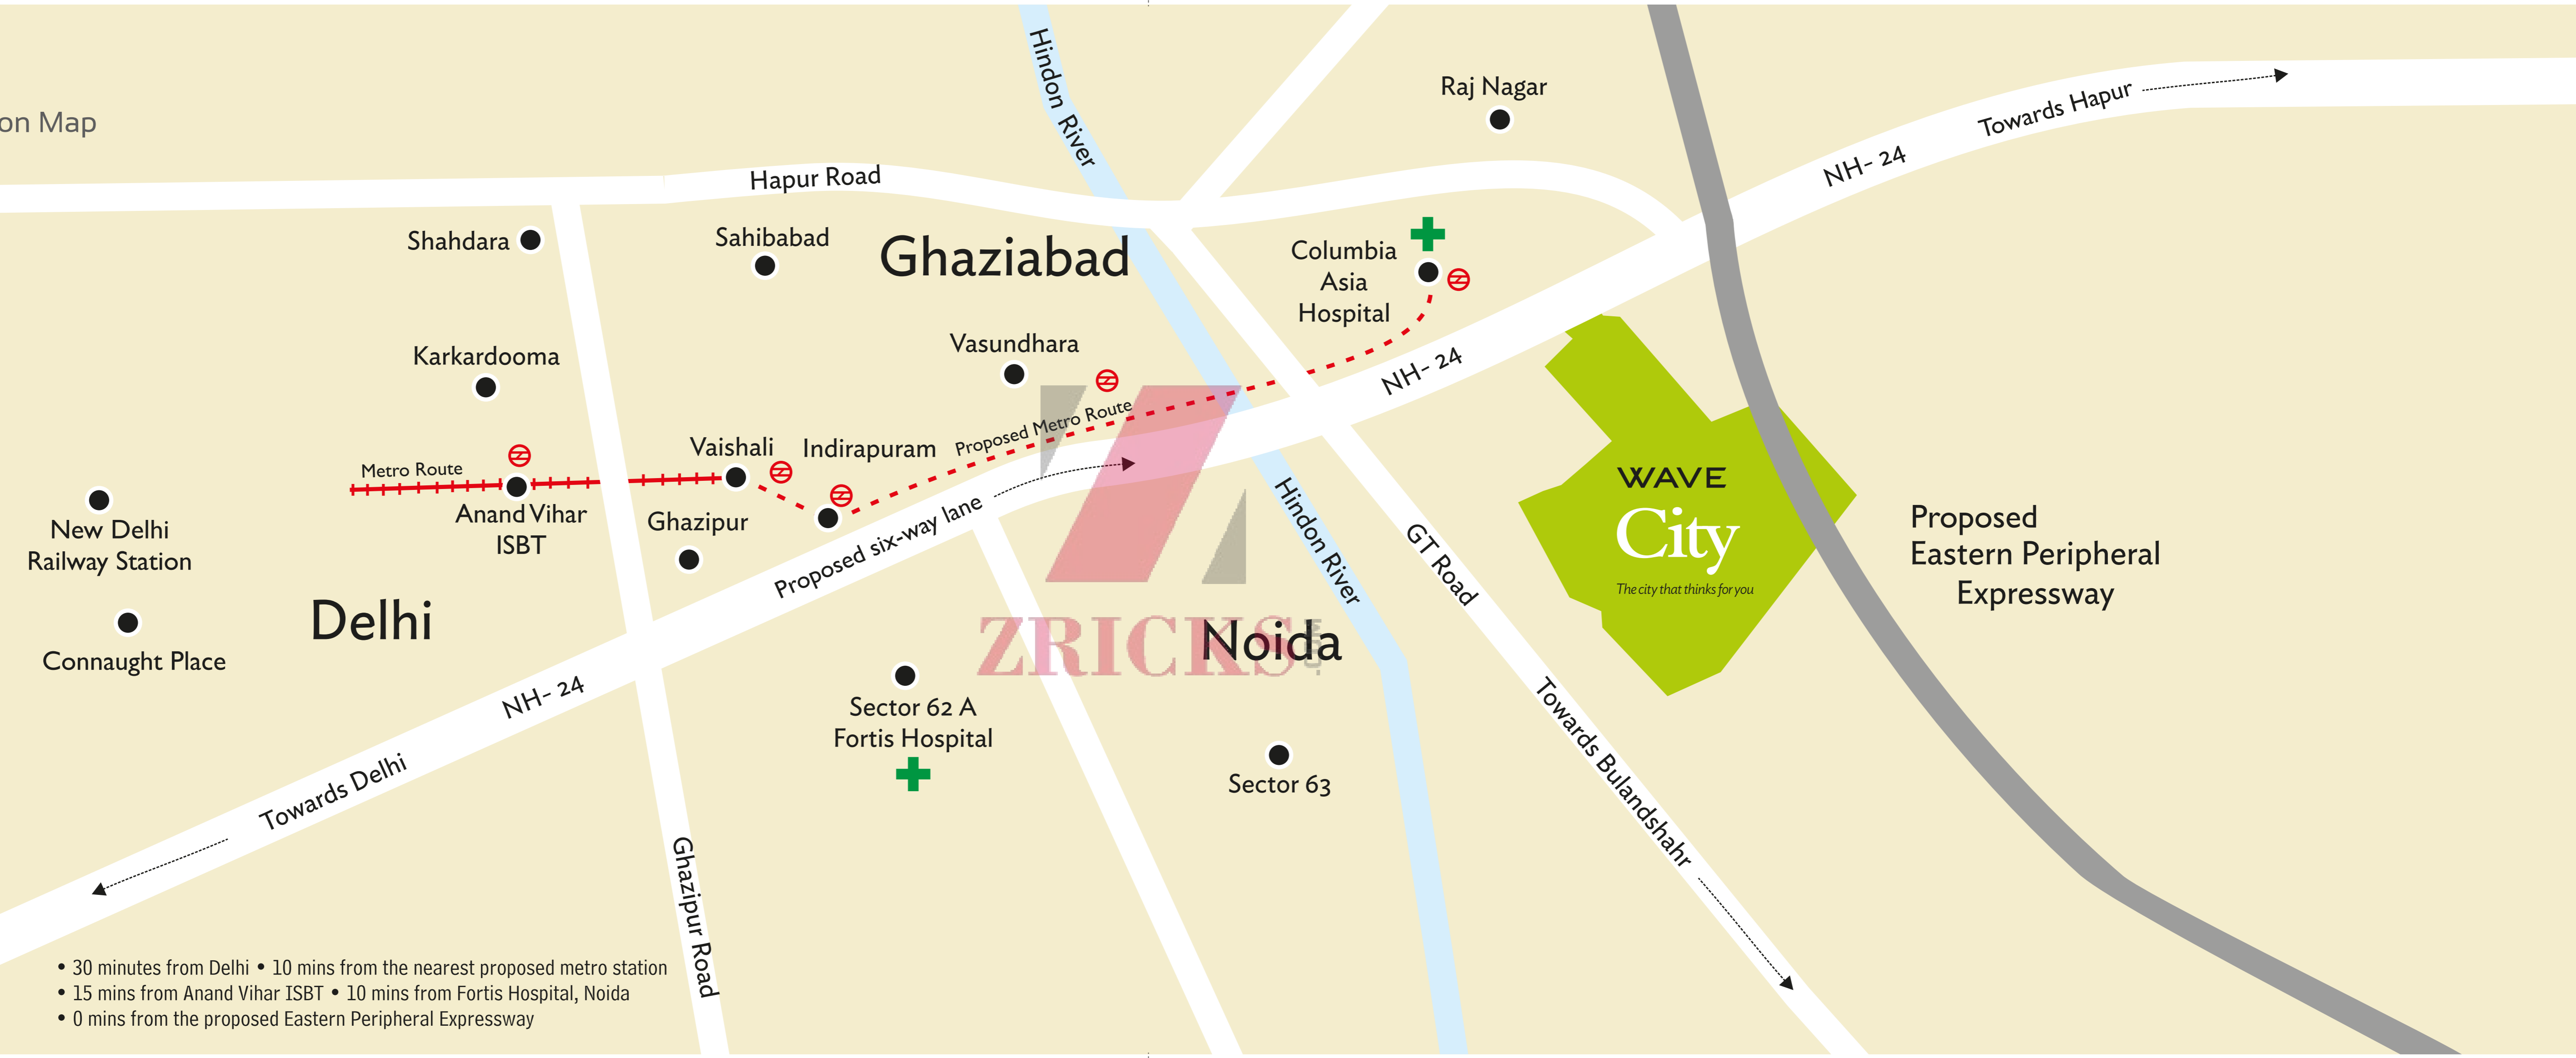 on Map
Hindon River
Raj Nagar
Towards Hapur
NH- 24
Hapur Road
Shahdara
Sahibabad
Ghaziabad
Columbia
Asia
Hospital
Karkardooma
Vasundhara
NH- 24
Proposed Metro Route
Metro Route
Vaishali
Indirapuram
Anand Vihar
ISBT
Ghazipur
New Delhi
Railway Station
Proposed six-way lane
Hindon River
GT Road
WAVE
City
The city that thinks for you
Proposed
Eastern Peripheral
Expressway
Delhi
Connaught Place
ZRICKS
.com
Noida
NH- 24
Sector 62 A
Fortis Hospital
Sector 63
Towards Delhi
Towards Bulandshahr
Ghazipur Road
• 30 minutes from Delhi • 10 mins from the nearest proposed metro station
• 15 mins from Anand Vihar ISBT • 10 mins from Fortis Hospital, Noida
• 0 mins from the proposed Eastern Peripheral Expressway